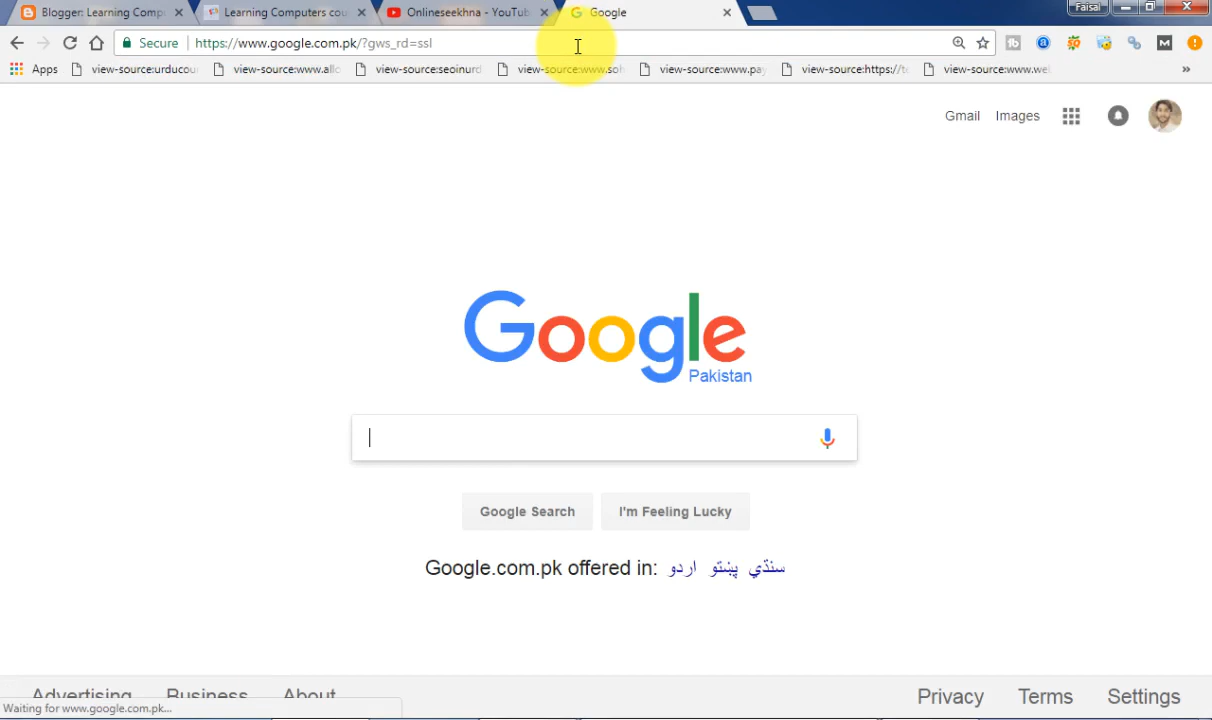 Blogger: Learning Comp
Learning Computers cou
Onlineseekhna - YouTub
Google
Faisal
Secure
https://www.google.com.pk/?gws_rd=ssl
Apps
view-source:urducou
view-source:www.allo
view-source:seoinurd
view-source:www.soh
view-source:www.pay
view-source:https://t
view-source:www.wel
Gmail
Images
Google
Pakistan
Google Search
I'm Feeling Lucky
Google.com.pk offered in: اردو پښتو سنڌي
Advertising
Business
About
Privacy
Terms
Settings
Waiting for www.google.com.pk...